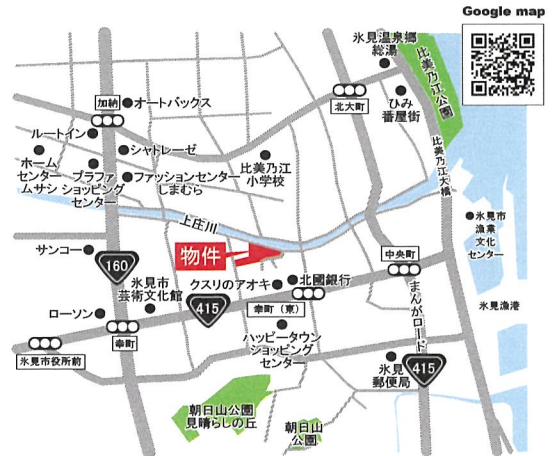 Google map
氷見温泉郷
総湯
比美乃江公園
加納
オートバックス
北大町
ひみ
番屋街
ルートイン
シャトレーゼ
ホーム
センター
ムサシ
プラファ
ショッピング
センター
ファッションセンター
しまむら
比美乃江
小学校
比美乃江大橋
上庄川
氷見市
漁業
文化
センター
サンコー
160
物件
中央町
氷見市
芸術文化館
クスリのアオキ
北國銀行
まんがロード
氷見漁港
ローソン
415
幸町（東）
幸町
氷見市役所前
ハッピータウン
ショッピング
センター
氷見
郵便局
415
朝日山公園
見晴らしの丘
朝日山
公園